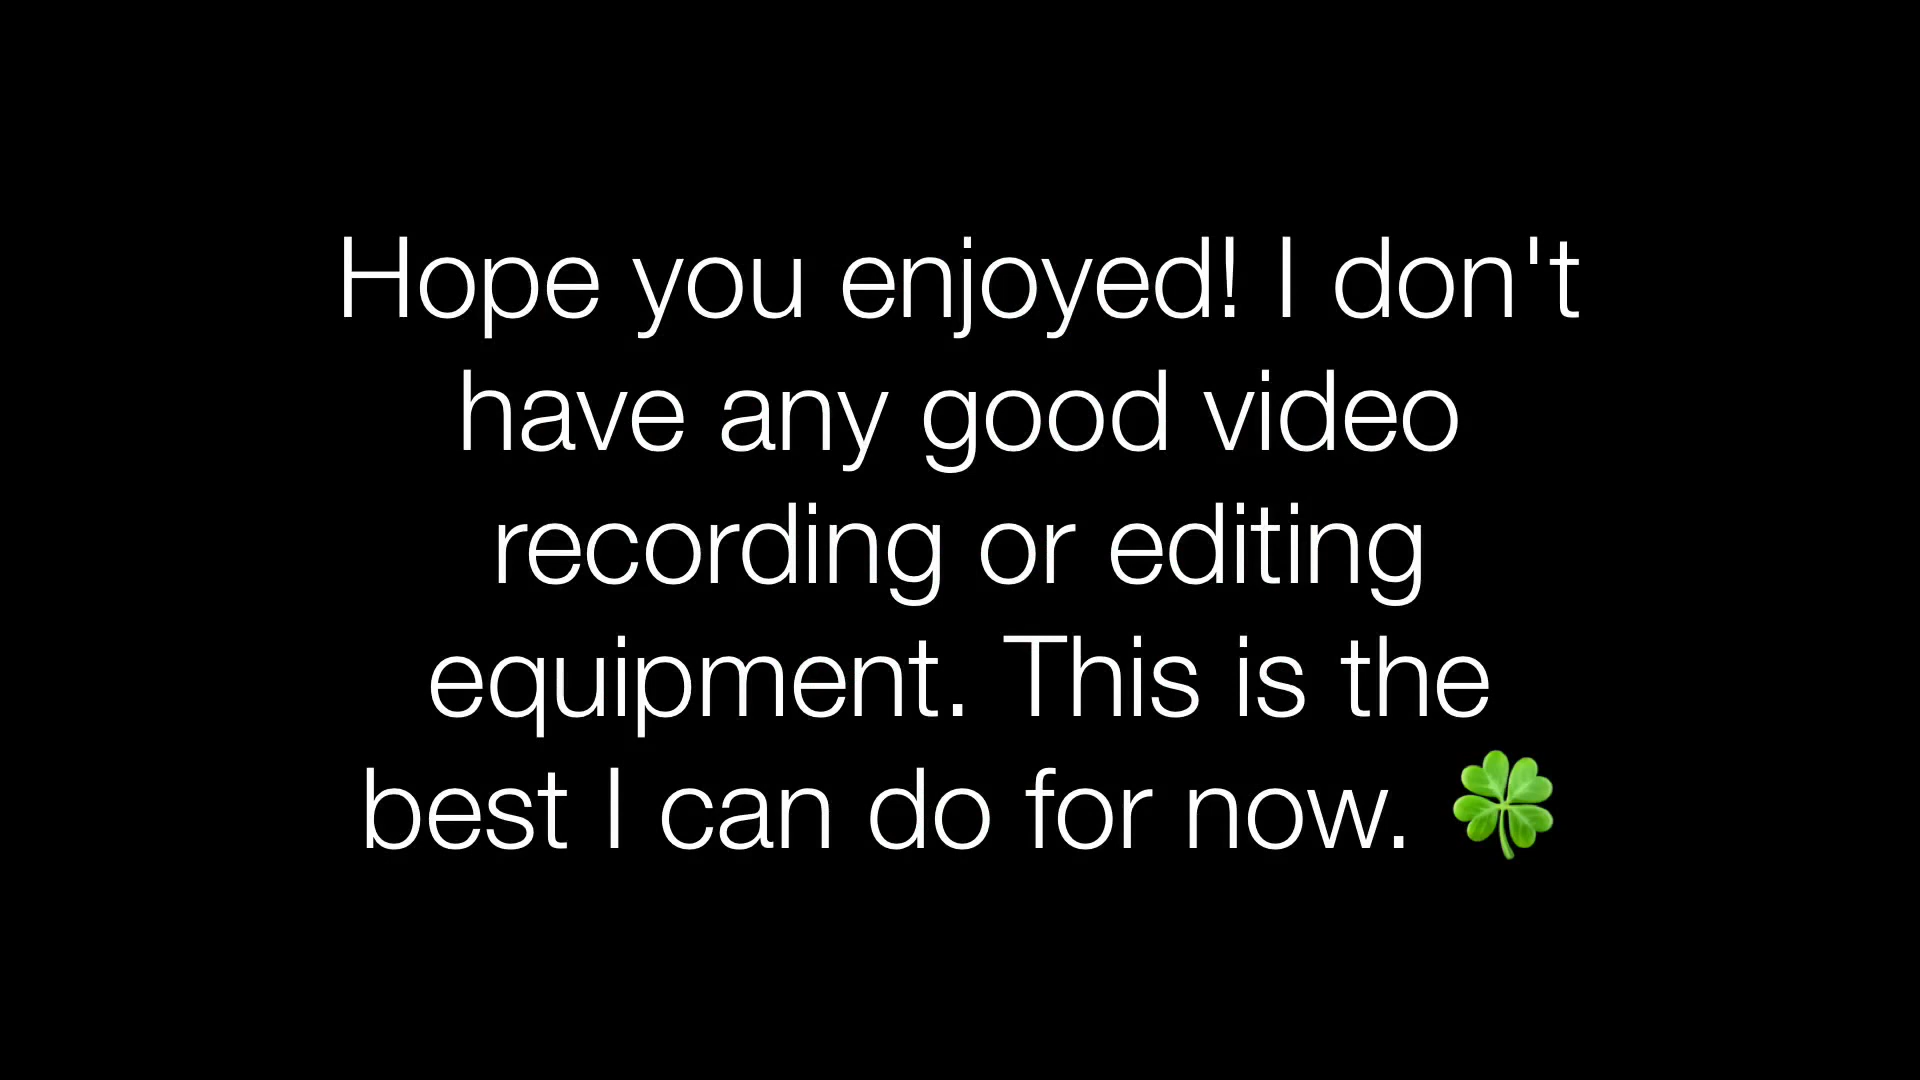 Hope you enjoyed! I don't
have any good video
recording or editing
equipment. This is the
best I can do for now. 🍀